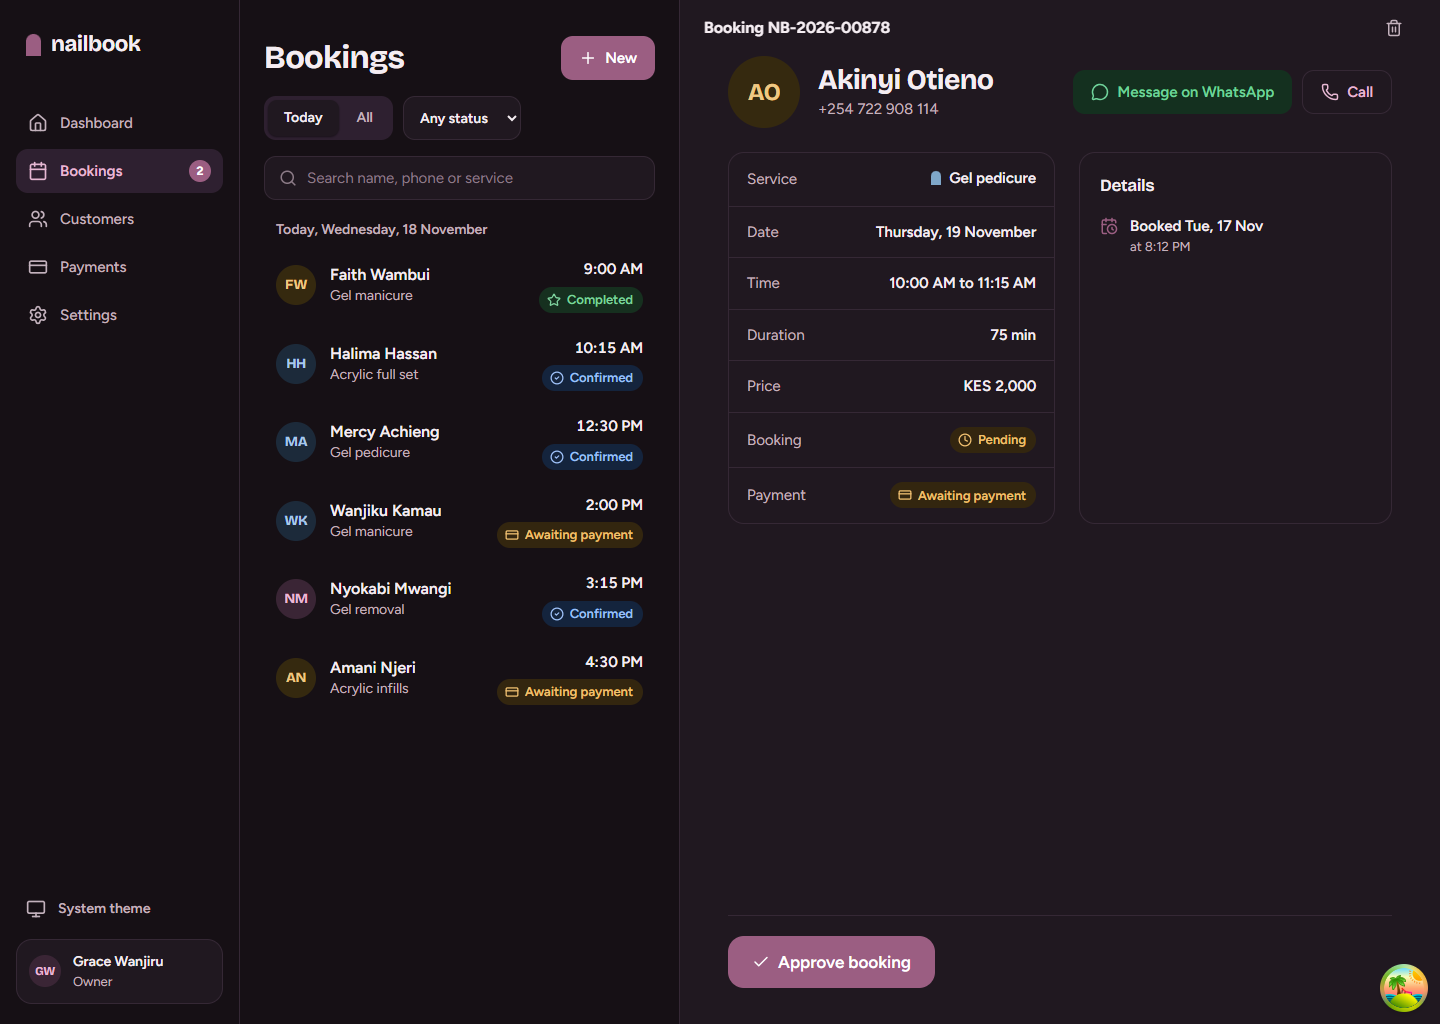 nailbook
Dashboard
Bookings 2
Customers
Payments
Settings
System theme
GW Grace Wanjiru
Owner
Bookings
New
Today All Any status
Search name, phone or service
Today, Wednesday, 18 November
FW Faith Wambui 9:00 AM
Gel manicure Completed
HH Halima Hassan 10:15 AM
Acrylic full set Confirmed
MA Mercy Achieng 12:30 PM
Gel pedicure Confirmed
WK Wanjiku Kamau 2:00 PM
Gel manicure Awaiting payment
NM Nyokabi Mwangi 3:15 PM
Gel removal Confirmed
AN Amani Njeri 4:30 PM
Acrylic infills Awaiting payment
Booking NB-2026-00878
AO Akinyi Otieno
+254 722 908 114
Message on WhatsApp Call
Service Gel pedicure
Date Thursday, 19 November
Time 10:00 AM to 11:15 AM
Duration 75 min
Price KES 2,000
Booking Pending
Payment Awaiting payment
Details
Booked Tue, 17 Nov
at 8:12 PM
Approve booking